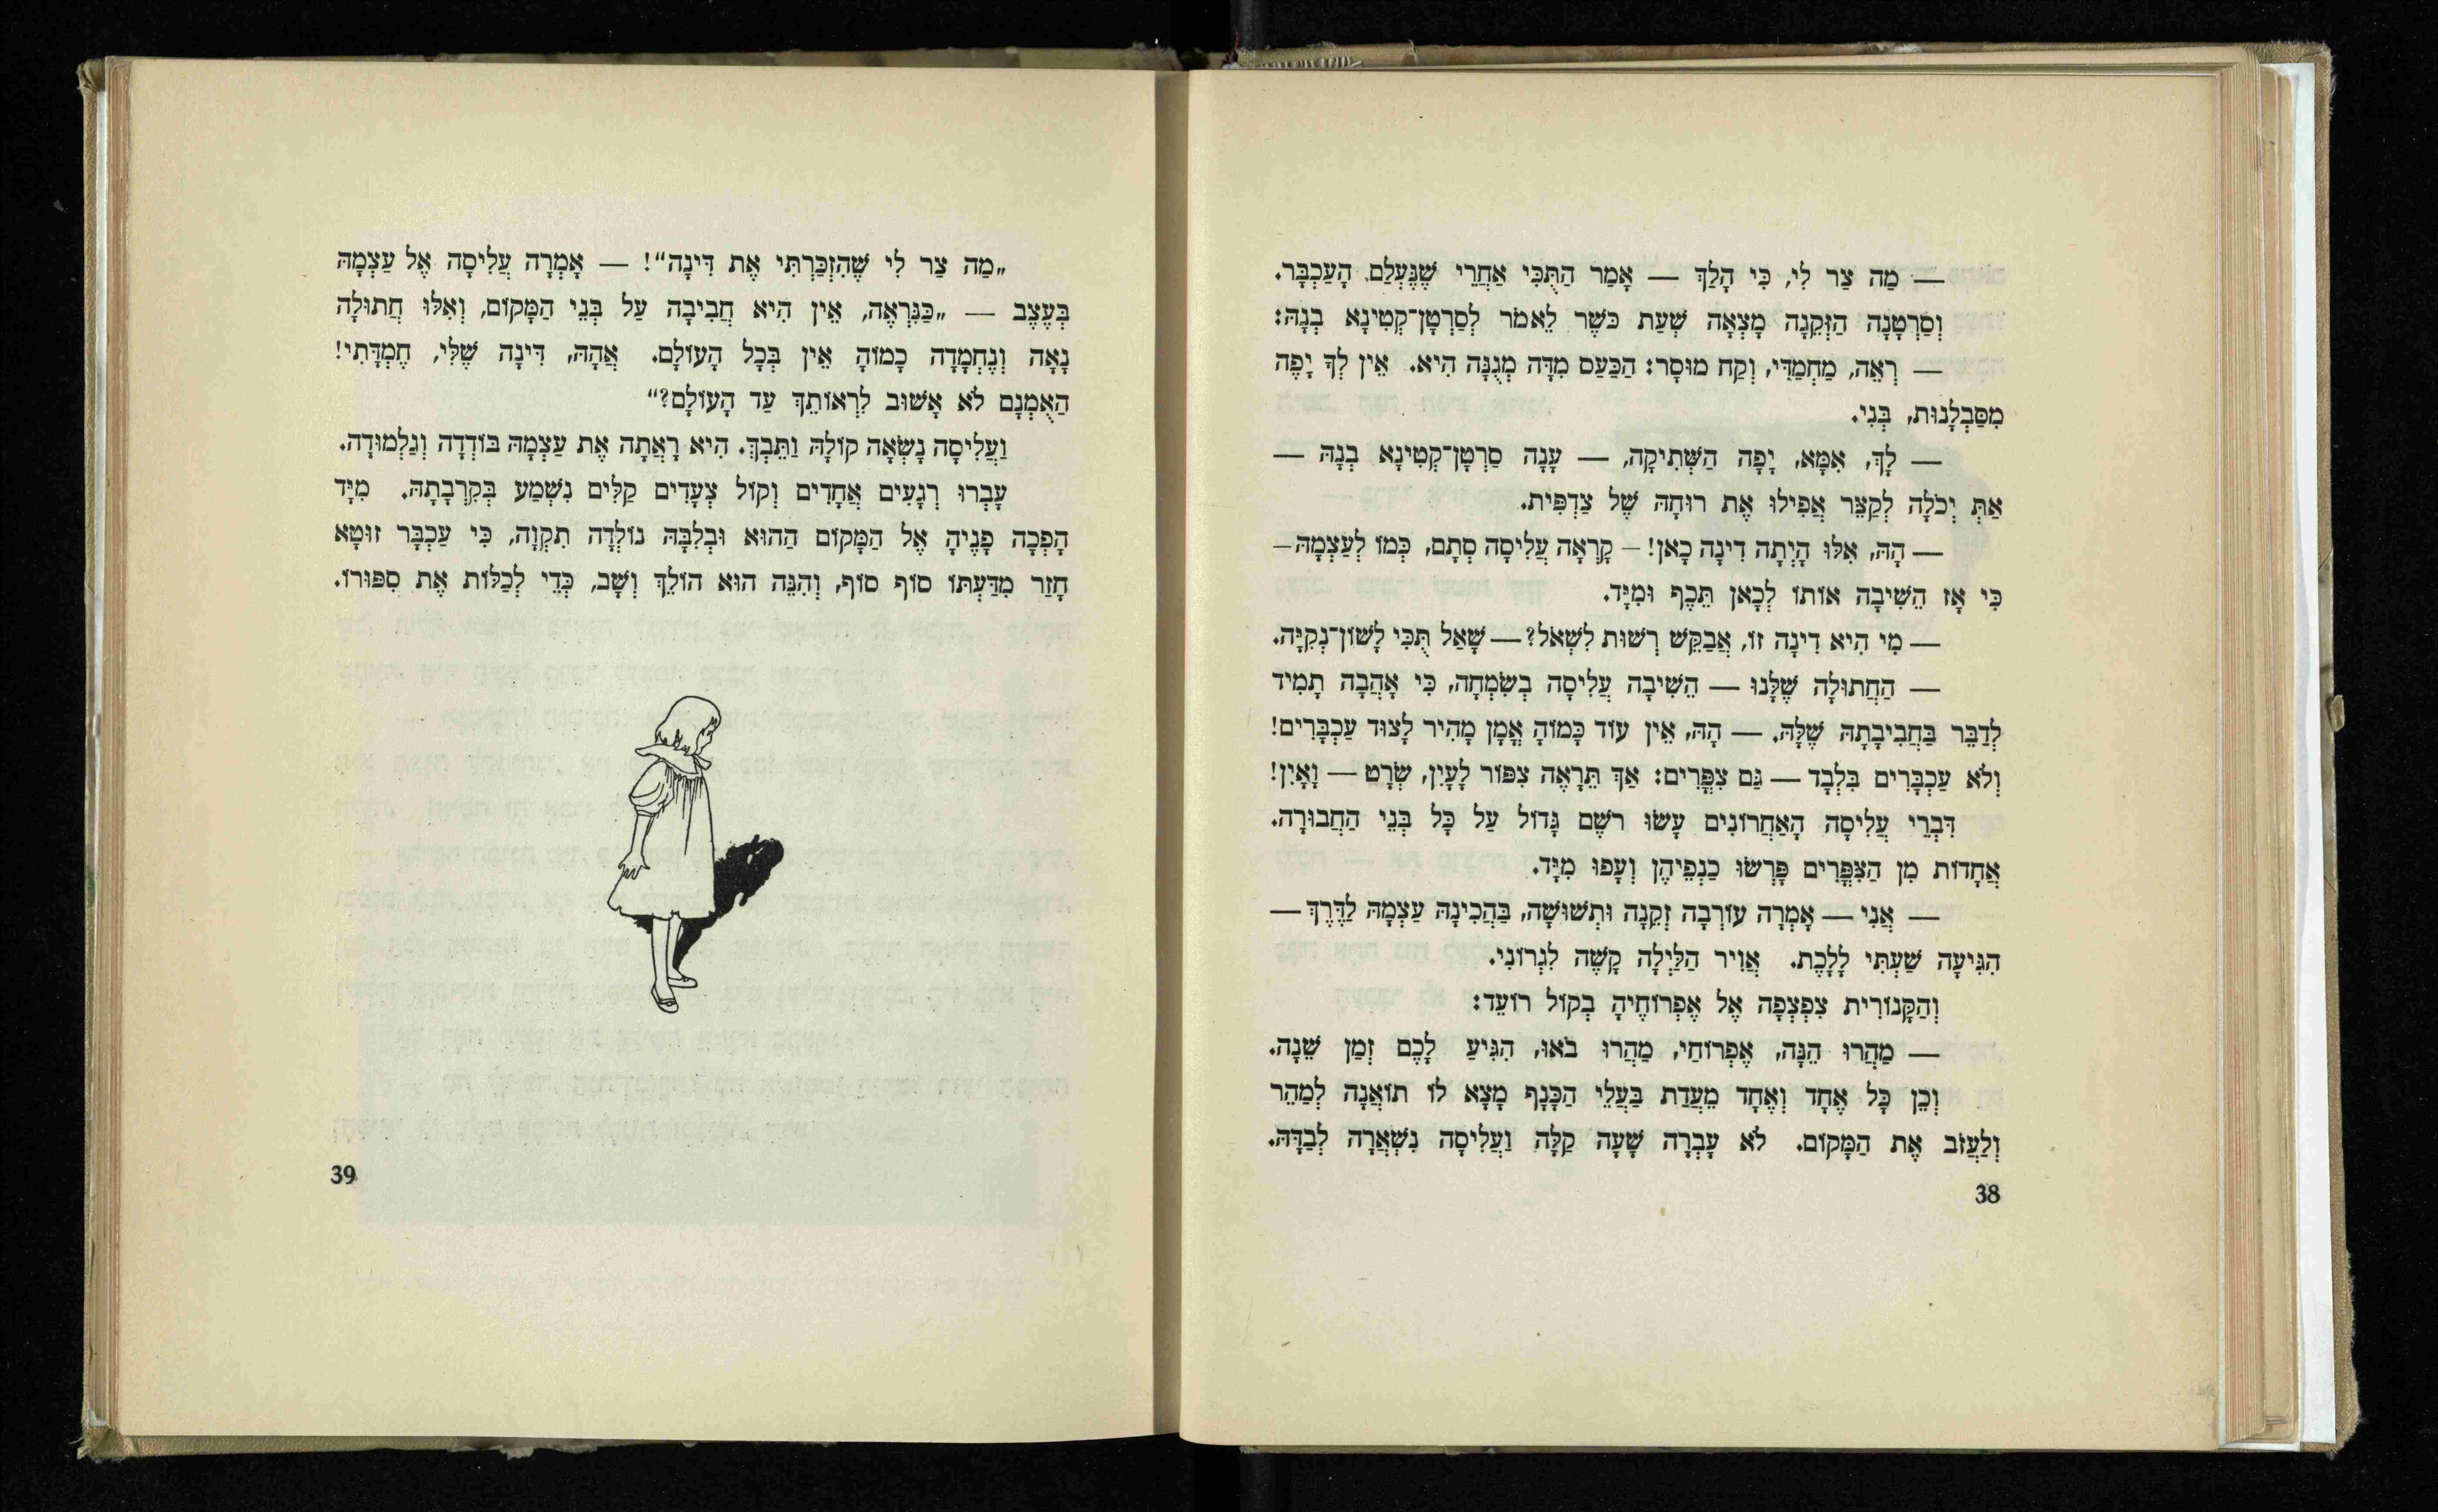 — מַה צַר לִי, כִּי הָלַךְ — אָמַר הַתֻּכִּי אַחֲרֵי שֶׁנֶּעְלַם הָעַכְבָּר.
וְסַרְטָנָה הַזְּקֵנָה מָצְאָה שְׁעַת כֹּשֶׁר לֵאמֹר לְסַרְטָן־קְטִינָא בְנָהּ:
— רְאֵה, מַחְמַדִּי, וְקַח מוּסָר: הַכַּעַס מִדָּה מְגֻנָּה הִיא. אֵין לְךָ יָפֶה
מִסַּבְלָנוּת, בְּנִי.
— לָךְ, אִמָּא, יָפָה הַשְּׁתִיקָה, — עָנָה סַרְטָן־קְטִינָא בְנָהּ —
אַתְּ יְכֹלָה לְקַצֵּר אֲפִילוּ אֶת רוּחָהּ שֶׁל צִדְפִּית.
— הָהּ, אִלּוּ הָיְתָה דִינָה כָאן! — קָרְאָה עֲלִיסָה סְתָם, כְּמוֹ לְעַצְמָהּ —
כִּי אָז הֵשִׁיבָה אוֹתוֹ לְכָאן תֵּכֶף וּמִיָּד.
— מִי הִיא דִינָה זוֹ, אֲבַקֵּשׁ רְשׁוּת לִשְׁאֹל? — שָׁאַל תֻּכִּי לְשׁוֹן־נְקִיָּה.
— הַחֲתוּלָה שֶׁלָּנוּ — הֵשִׁיבָה עֲלִיסָה בְשִׂמְחָה, כִּי אָהֲבָה תָמִיד
לְדַבֵּר בַּחֲבִיבָתָהּ שֶׁלָּהּ. — הָהּ, אֵין עוֹד כָּמוֹהָ אֳמָן מָהִיר לָצוּד עַכְבָּרִים!
וְלֹא עַכְבָּרִים בִּלְבָד — גַּם צִפֳּרִים: אַךְ תֵּרָאֶה צִפּוֹר לָעַיִן, שְׂרָט — וָאָיִן!
דִּבְרֵי עֲלִיסָה הָאַחֲרוֹנִים עָשׂוּ רֹשֶׁם גָּדוֹל עַל כָּל בְּנֵי הַחֲבוּרָה.
אֲחָדוֹת מִן הַצִּפֳּרִים פָּרְשׂוּ כַנְפֵיהֶן וְעָפוּ מִיָּד.
— אֲנִי — אָמְרָה עוֹרְבָה זְקֵנָה וּתְשׁוּשָׁה, בַּהֲכִינָהּ עַצְמָהּ לַדֶּרֶךְ —
הִגִּיעָה שַׁעְתִּי לָלֶכֶת. אֲוִיר הַלַּיְלָה קָשֶׁה לִגְרוֹנִי.
וְהַקָּנוֹרִית צִפְצְפָה אֶל אֶפְרוֹחֶיהָ בְּקוֹל רוֹעֵד:
— מַהֲרוּ הֵנָּה, אֶפְרוֹחַי, מַהֲרוּ בֹאוּ, הִגִּיעַ לָכֶם זְמַן שֵׁנָה.
וְכֵן כָּל אֶחָד וְאֶחָד מֵעֲדַת בַּעֲלֵי הַכָּנָף מָצָא לוֹ תוֹאֲנָה לְמַהֵר
וְלַעֲזֹב אֶת הַמָּקוֹם. לֹא עָבְרָה שָׁעָה קַלָּה וַעֲלִיסָה נִשְׁאֲרָה לְבַדָּהּ.
38
„מַה צַר לִי שֶׁהִזְכַּרְתִּי אֶת דִּינָה“! — אָמְרָה עֲלִיסָה אֶל עַצְמָהּ
בְּעֶצֶב — „כַּנִּרְאֶה, אֵין הִיא חֲבִיבָה עַל בְּנֵי הַמָּקוֹם, וְאִלּוּ חֲתוּלָה
נָאָה וְנֶחְמָדָה כָמוֹהָ אֵין בְּכָל הָעוֹלָם. אֲהָהּ, דִּינָה שֶׁלִּי, חֶמְדָּתִי!
הַאֻמְנָם לֹא אָשׁוּב לִרְאוֹתֵךְ עַד הָעוֹלָם?“
וַעֲלִיסָה נָשְׂאָה קוֹלָהּ וַתֵּבְךְּ. הִיא רָאֲתָה אֶת עַצְמָהּ בּוֹדְדָה וְגַלְמוּדָה.
עָבְרוּ רְגָעִים אֲחָדִים וְקוֹל צְעָדִים קַלִּים נִשְׁמַע בְּקִרְבָתָהּ. מִיָּד
הָפְכָה פָּנֶיהָ אֶל הַמָּקוֹם הַהוּא וּבְלִבָּהּ נוֹלְדָה תִקְוָה, כִּי עַכְבָּר זוּטָא
חָזַר מִדַּעְתּוֹ סוֹף סוֹף, וְהִנֵּה הוּא הוֹלֵךְ וְשָׁב, כְּדֵי לְכַלּוֹת אֶת סִפּוּרוֹ.
39